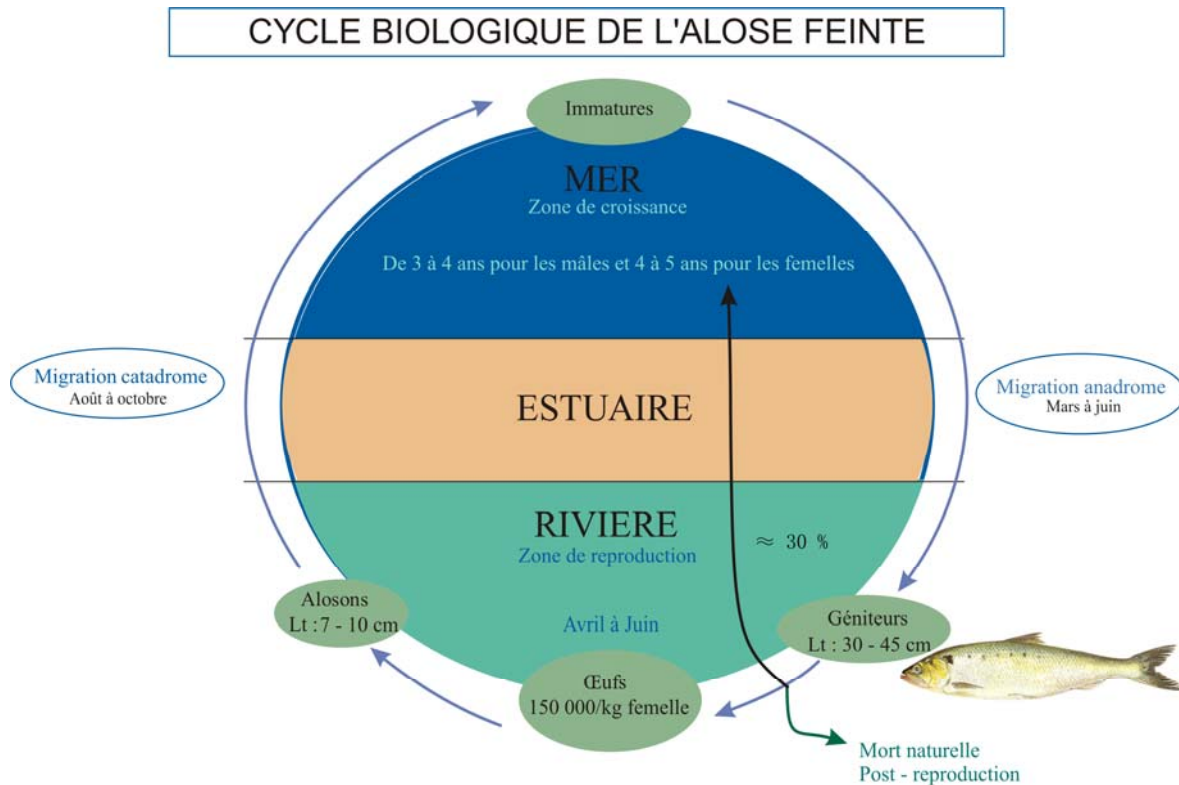 CYCLE BIOLOGIQUE DE L'ALOSE FEINTE
Immatures
MER
Zone de croissance
De 3 à 4 ans pour les mâles et 4 à 5 ans pour les femelles
Migration catadrome
Août à octobre
Migration anadrome
Mars à juin
ESTUAIRE
RIVIERE
Zone de reproduction
≈ 30 %
Alosons
Lt : 7 - 10 cm
Avril à Juin
Géniteurs
Lt : 30 - 45 cm
Œufs
150 000/kg femelle
Mort naturelle
Post - reproduction